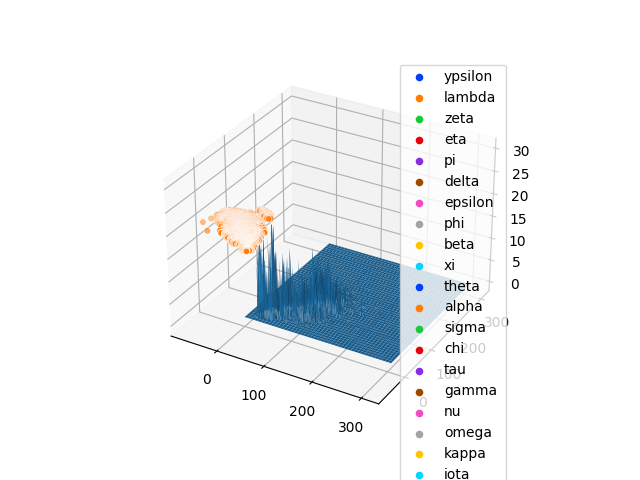 ypsilon
lambda
zeta
eta
pi
delta
epsilon
phi
beta
xi
theta
alpha
sigma
chi
tau
gamma
nu
omega
kappa
iota
30
25
20
15
10
5
0
300
200
100
0
0
100
200
300